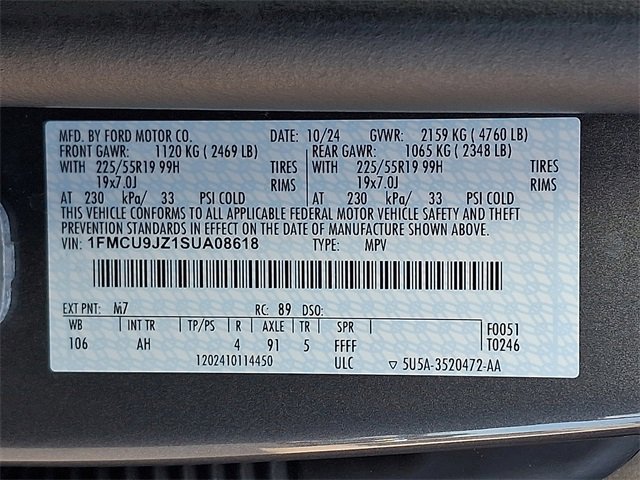 MFD. BY FORD MOTOR CO. DATE: 10/24 GVWR: 2159 KG ( 4760 LB)
FRONT GAWR: 1120 KG ( 2469 LB) REAR GAWR: 1065 KG ( 2348 LB)
WITH 225/55R19 99H TIRES WITH 225/55R19 99H TIRES
19x7.0J RIMS 19x7.0J RIMS
AT 230 kPa/ 33 PSI COLD AT 230 kPa/ 33 PSI COLD
THIS VEHICLE CONFORMS TO ALL APPLICABLE FEDERAL MOTOR VEHICLE SAFETY AND THEFT
PREVENTION STANDARDS IN EFFECT ON THE DATE OF MANUFACTURE SHOWN ABOVE.
VIN: 1FMCU9JZ1SUA08618 TYPE: MPV
EXT PNT: M7 RC: 89 DSO:
WB INT TR TP/PS R AXLE TR SPR F0051
106 AH 4 91 5 FFFF T0246
1202410114450 ULC ▽ 5U5A-3520472-AA